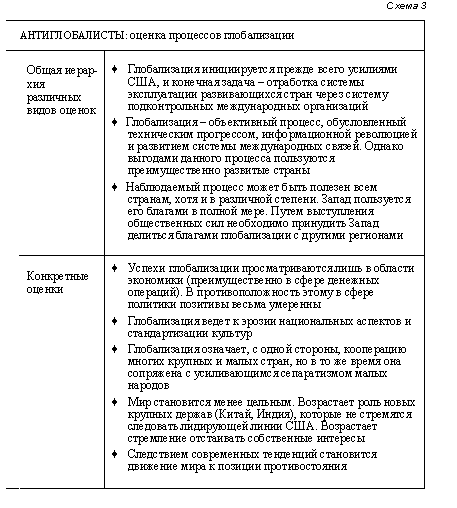 Схема 3
АНТИГЛОБАЛИСТЫ: оценка процессов глобализации
Общая иерар-
хия
различных
видов оценок
♦ Глобализация инициируется прежде всего усилиями
США, и конечная задача – отработка системы
эксплуатации развивающихся стран через систему
подконтрольных международных организаций
♦ Глобализация – объективный процесс, обусловленный
техническим прогрессом, информационной революцией
и развитием системы международных связей. Однако
выгодами данного процесса пользуются
преимущественно развитые страны
♦ Наблюдаемый процесс может быть полезен всем
странам, хотя и в различной степени. Запад пользуется
его благами в полной мере. Путем выступления
общественных сил необходимо принудить Запад
делиться благами глобализации с другими регионами
Конкретные
оценки
♦ Успехи глобализации просматриваются лишь в области
экономики (преимущественно в сфере денежных
операций). В противоположность этому в сфере
политики позитивы весьма умеренны
♦ Глобализация ведет к эрозии национальных аспектов и
стандартизации культур
♦ Глобализация означает, с одной стороны, кооперацию
многих крупных и малых стран, но в то же время она
сопряжена с усиливающимся сепаратизмом малых
народов
♦ Мир становится менее цельным. Возрастает роль новых
крупных держав (Китай, Индия), которые не стремятся
следовать лидирующей линии США. Возрастает
стремление отстаивать собственные интересы
♦ Следствием современных тенденций становится
движение мира к позиции противостояния